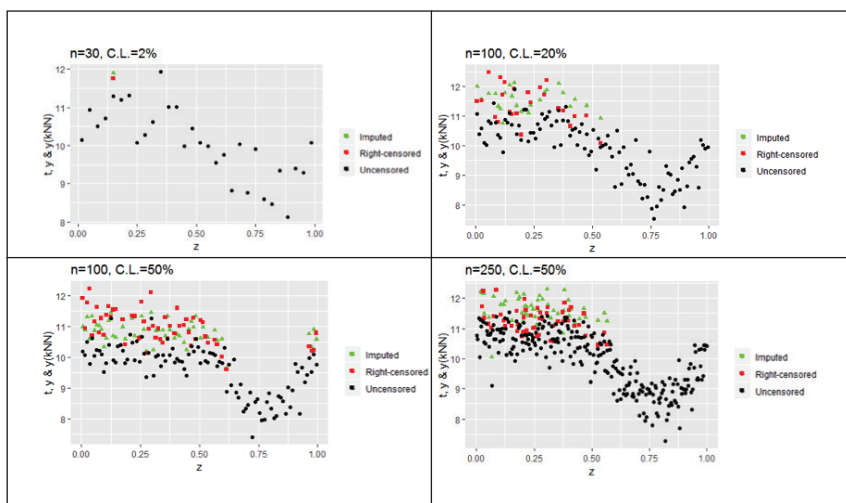 n=30, C.L.=2%
12
11
10
9
8
t, y & y(kNN)
0.00 0.25 0.50 0.75 1.00
z
Imputed
Right-censored
Uncensored
n=100, C.L.=20%
12
11
10
9
8
t, y & y(kNN)
0.00 0.25 0.50 0.75 1.00
z
Imputed
Right-censored
Uncensored
n=100, C.L.=50%
12
11
10
9
8
t, y & y(kNN)
0.00 0.25 0.50 0.75 1.00
z
Imputed
Right-censored
Uncensored
n=250, C.L.=50%
12
11
10
9
8
t, y & y(kNN)
0.00 0.25 0.50 0.75 1.00
z
Imputed
Right-censored
Uncensored